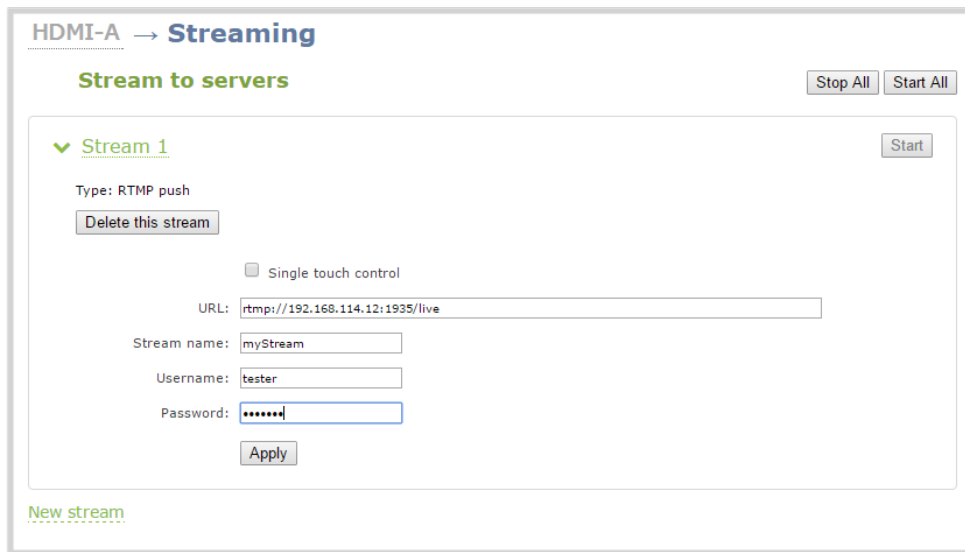 HDMI-A → Streaming
Stream to servers
Stop All Start All
Stream 1
Start
Type: RTMP push
Delete this stream
Single touch control
URL: rtmp://192.168.114.12:1935/live
Stream name: myStream
Username: tester
Password: •••••••
Apply
New stream